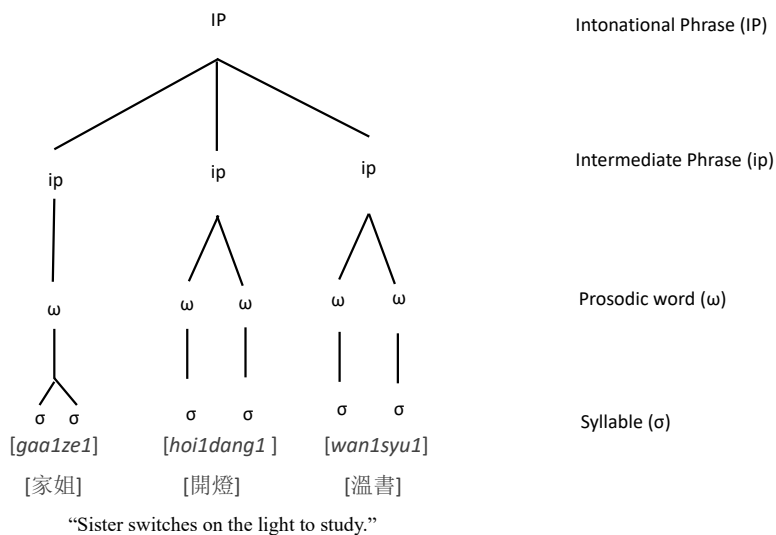 IP Intonational Phrase (IP)
ip ip ip Intermediate Phrase (ip)
ω ω ω ω ω Prosodic word (ω)
σ σ σ σ σ σ Syllable (σ)
[gaa1ze1] [hoi1dang1 ] [wan1syu1]
[家姐] [開燈] [溫書]
“Sister switches on the light to study.”